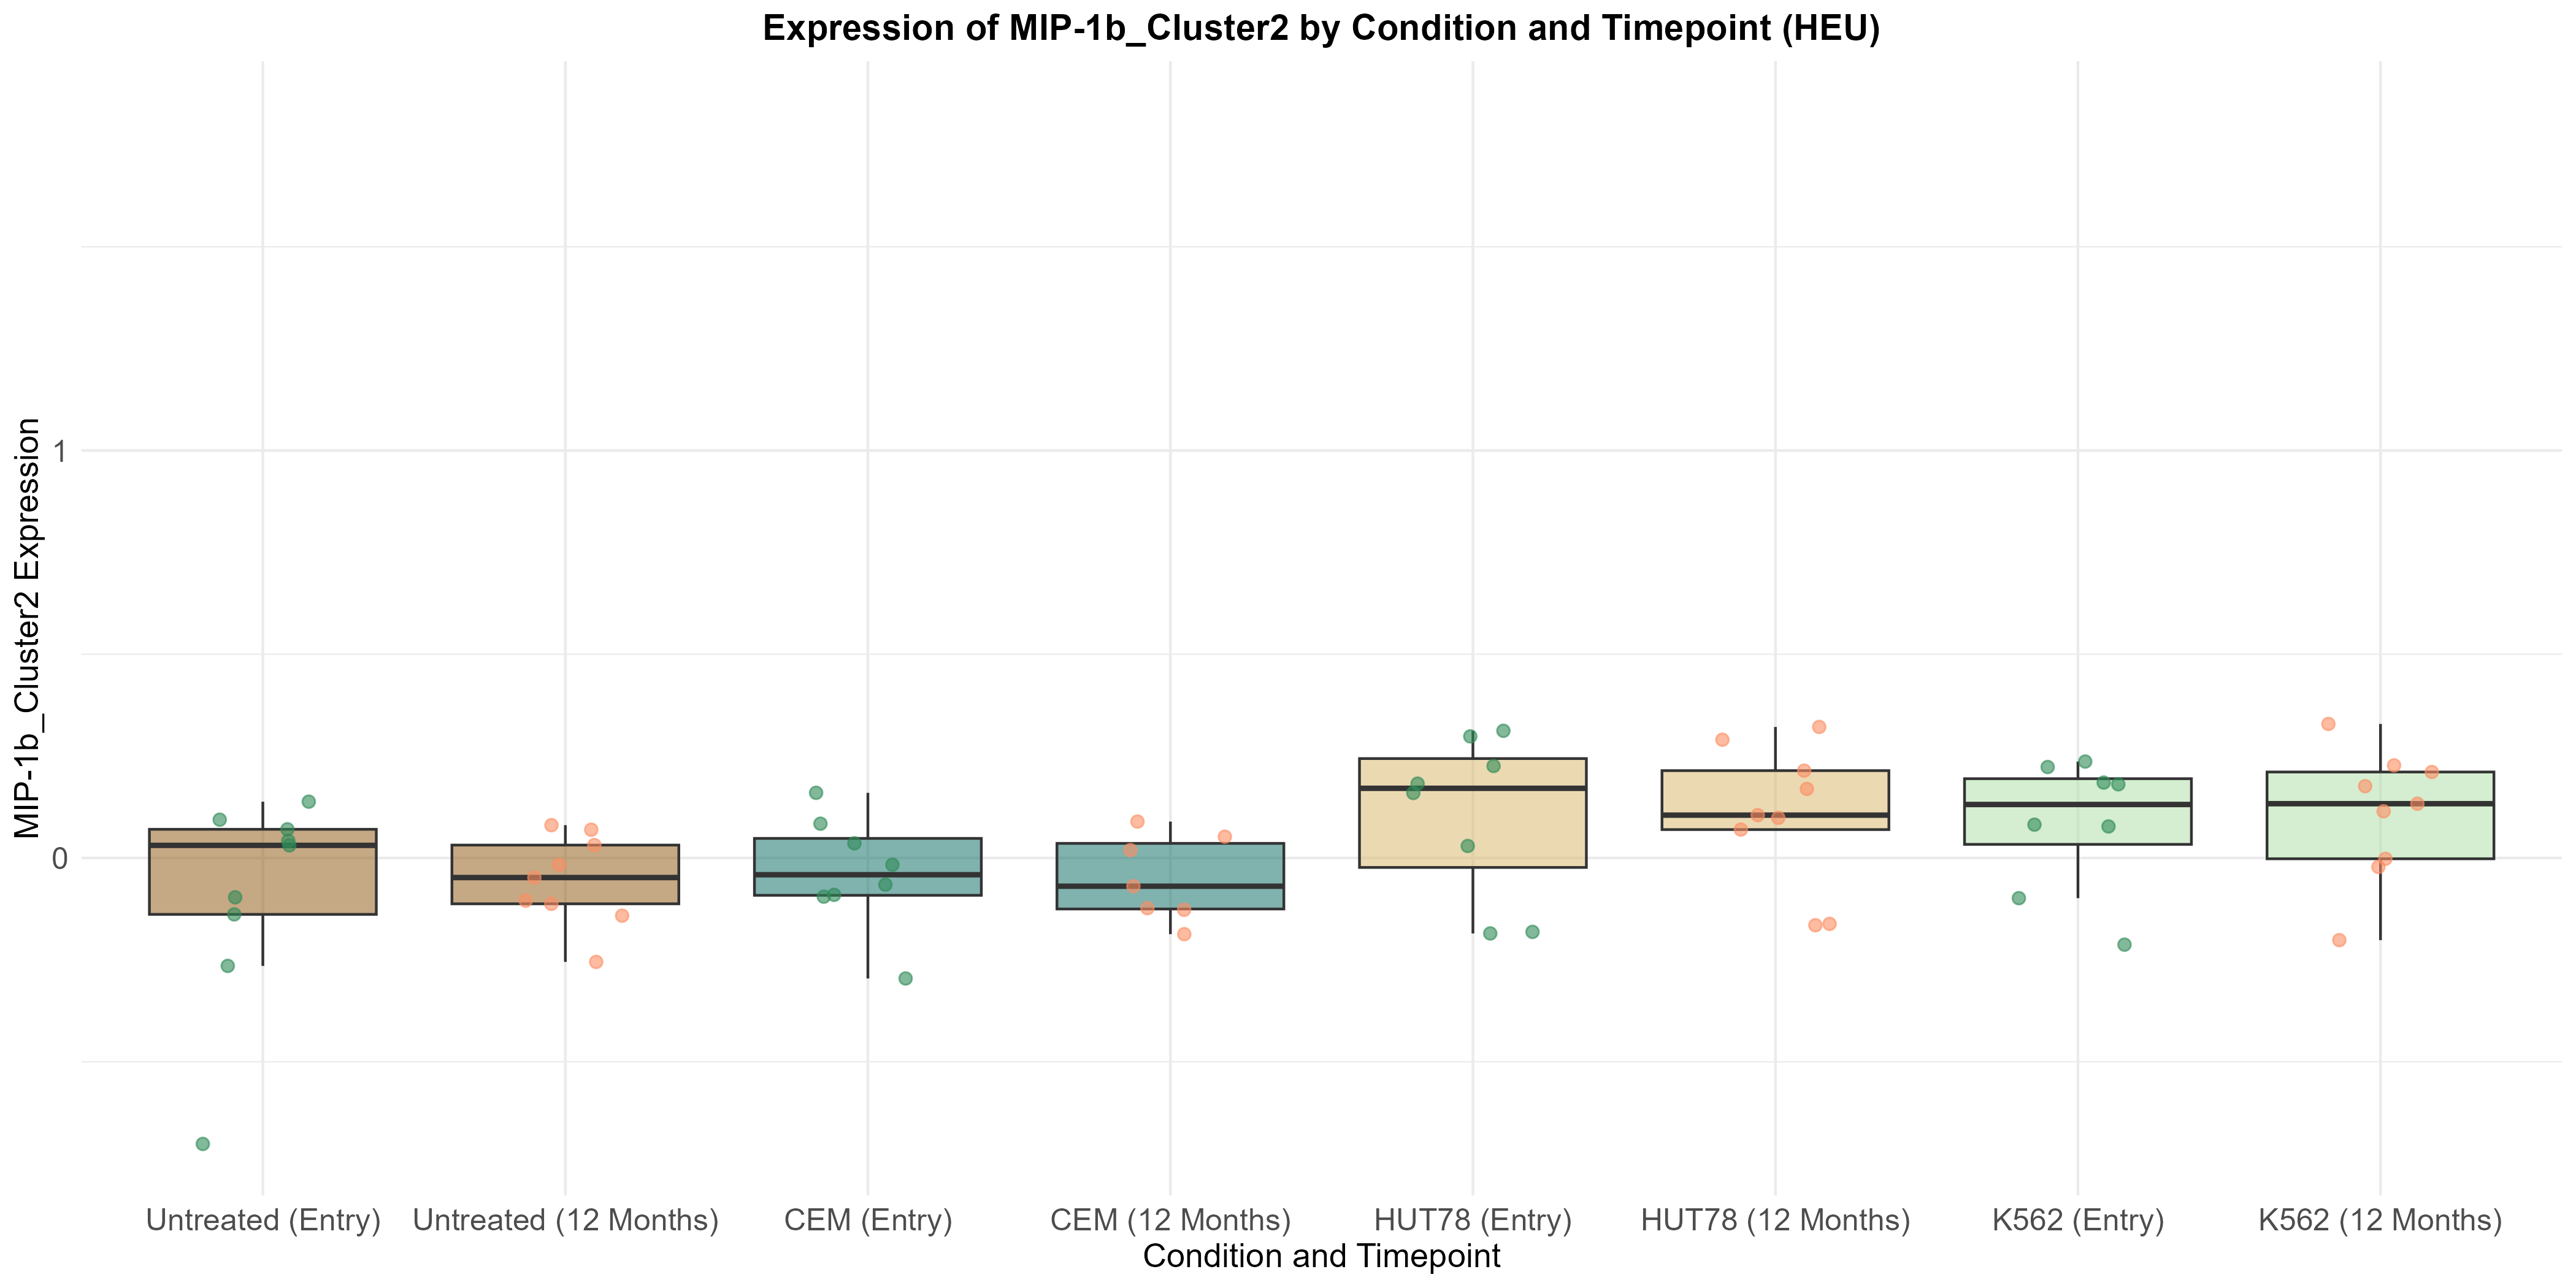 Expression of MIP-1b_Cluster2 by Condition and Timepoint (HEU)
MIP-1b_Cluster2 Expression
1
0
Untreated (Entry)
Untreated (12 Months)
CEM (Entry)
CEM (12 Months)
HUT78 (Entry)
HUT78 (12 Months)
K562 (Entry)
K562 (12 Months)
Condition and Timepoint